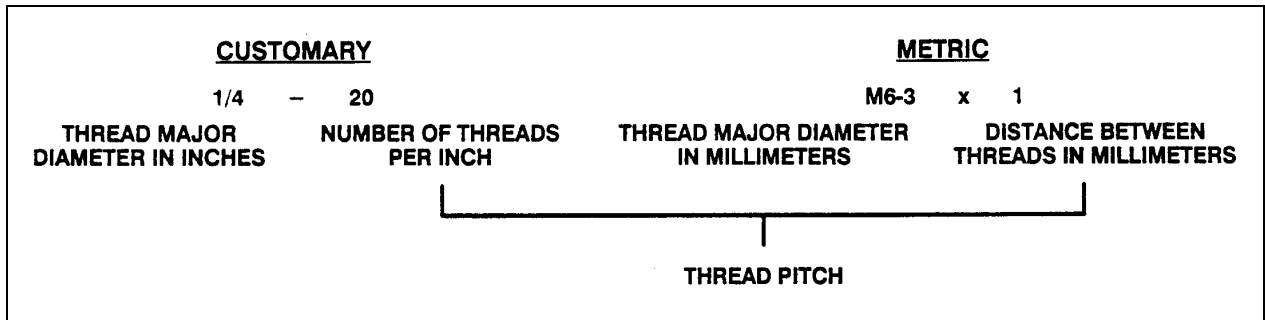 CUSTOMARY
1/4 – 20
THREAD MAJOR
DIAMETER IN INCHES
NUMBER OF THREADS
PER INCH
METRIC
M6-3 x 1
THREAD MAJOR DIAMETER
IN MILLIMETERS
DISTANCE BETWEEN
THREADS IN MILLIMETERS
THREAD PITCH